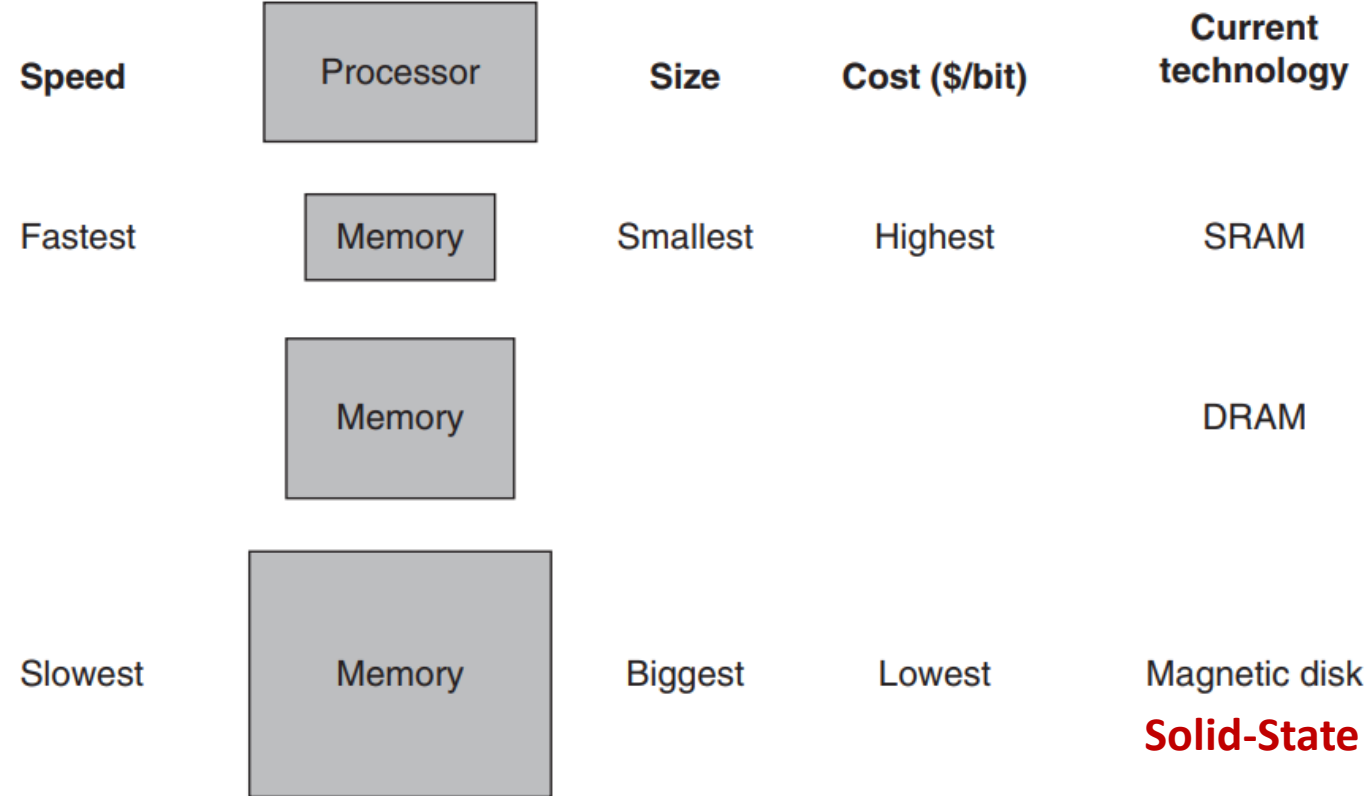 Speed Processor Size Cost ($/bit) Current
technology
Fastest Memory Smallest Highest SRAM
Memory DRAM
Slowest Memory Biggest Lowest Magnetic disk
Solid-State